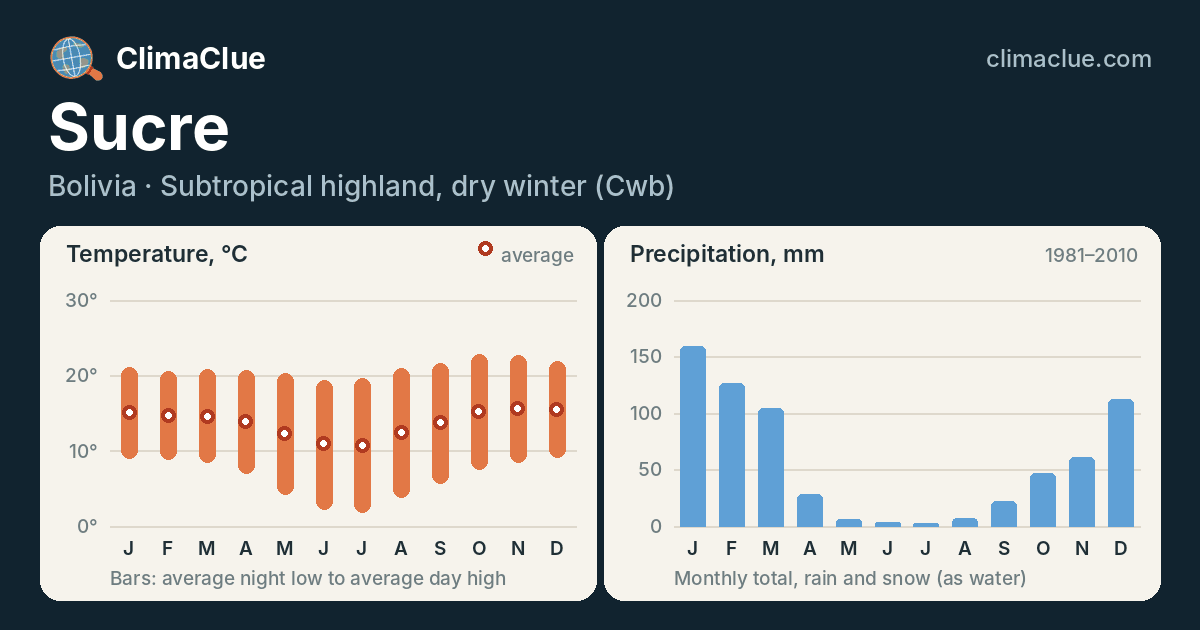 ClimaClue
climaclue.com
Sucre
Bolivia · Subtropical highland, dry winter (Cwb)
Temperature, °C
average
30°
20°
10°
0°
J F M A M J J A S O N D
Bars: average night low to average day high
Precipitation, mm
1981–2010
200
150
100
50
0
J F M A M J J A S O N D
Monthly total, rain and snow (as water)